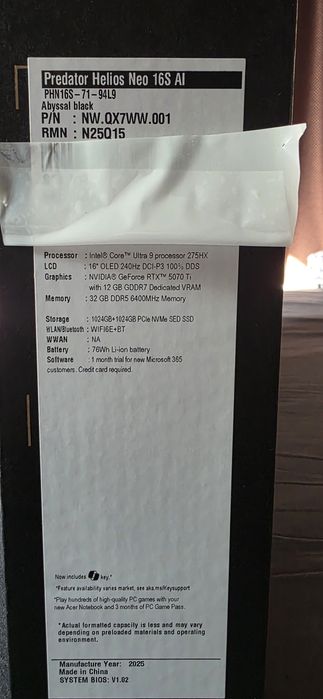 Predator Helios Neo 16S AI
PHN16S-71-94L9
Abyssal black
P/N : NW.QX7WW.001
RMN : N25Q15
Processor : Intel® Core™ Ultra 9 processor 275HX
LCD : 16" OLED 240Hz DCI-P3 100% DDS
Graphics : NVIDIA® GeForce RTX™ 5070 Ti
with 12 GB GDDR7 Dedicated VRAM
Memory : 32 GB DDR5 6400MHz Memory
Storage : 1024GB+1024GB PCIe NVMe SED SSD
WLAN/Bluetooth : WIFI6E+BT
WWAN : NA
Battery : 76Wh Li-ion battery
Software : 1 month trial for new Microsoft 365
customers. Credit card required.
Now includes key.*
*Feature availability varies market, see aka.ms/Keysupport
*Play hundreds of high-quality PC games with your
new Acer Notebook and 3 months of PC Game Pass.
*Actual formatted capacity is less and may vary
depending on preloaded materials and operating
environment.
Manufacture Year: 2025
Made in China
SYSTEM BIOS: V1.02